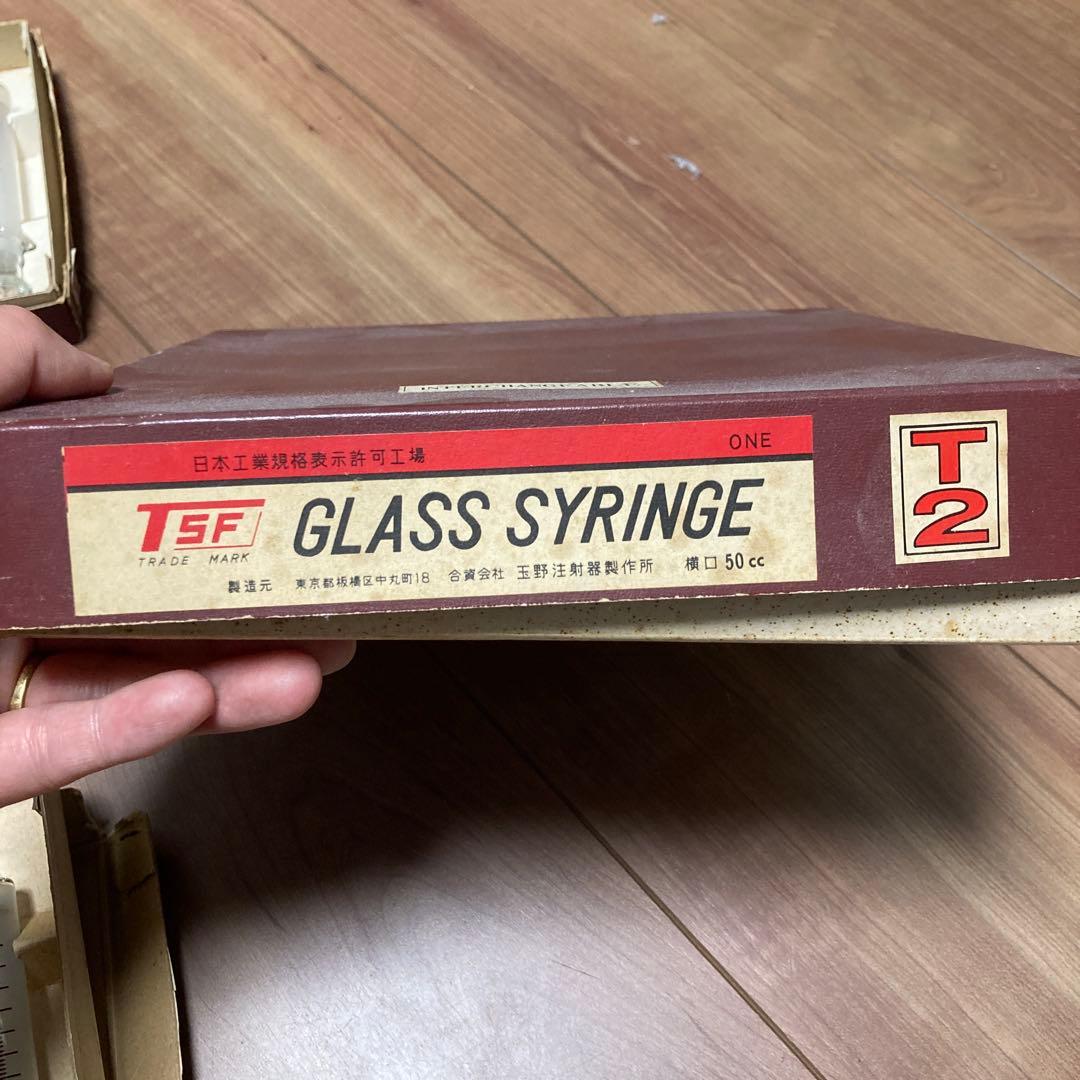 INTERCHANGEABLE
日本工業規格表示許可工場 ONE
TSF GLASS SYRINGE
TRADE MARK
製造元 東京都板橋区中丸町18 合資会社 玉野注射器製作所 横口 50cc
T
2